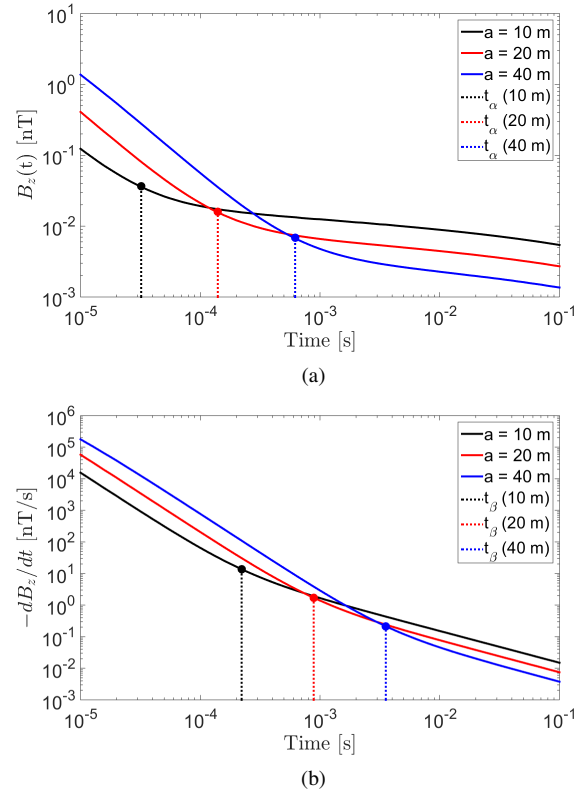 10^1
10^0
10^-1
10^-2
10^-3
B_z(t) [nT]
a = 10 m
a = 20 m
a = 40 m
t_α (10 m)
t_α (20 m)
t_α (40 m)
10^-5 10^-4 10^-3 10^-2 10^-1
Time [s]
(a)
10^6
10^5
10^4
10^3
10^2
10^1
10^0
10^-1
10^-2
10^-3
−dB_z/dt [nT/s]
a = 10 m
a = 20 m
a = 40 m
t_β (10 m)
t_β (20 m)
t_β (40 m)
10^-5 10^-4 10^-3 10^-2 10^-1
Time [s]
(b)